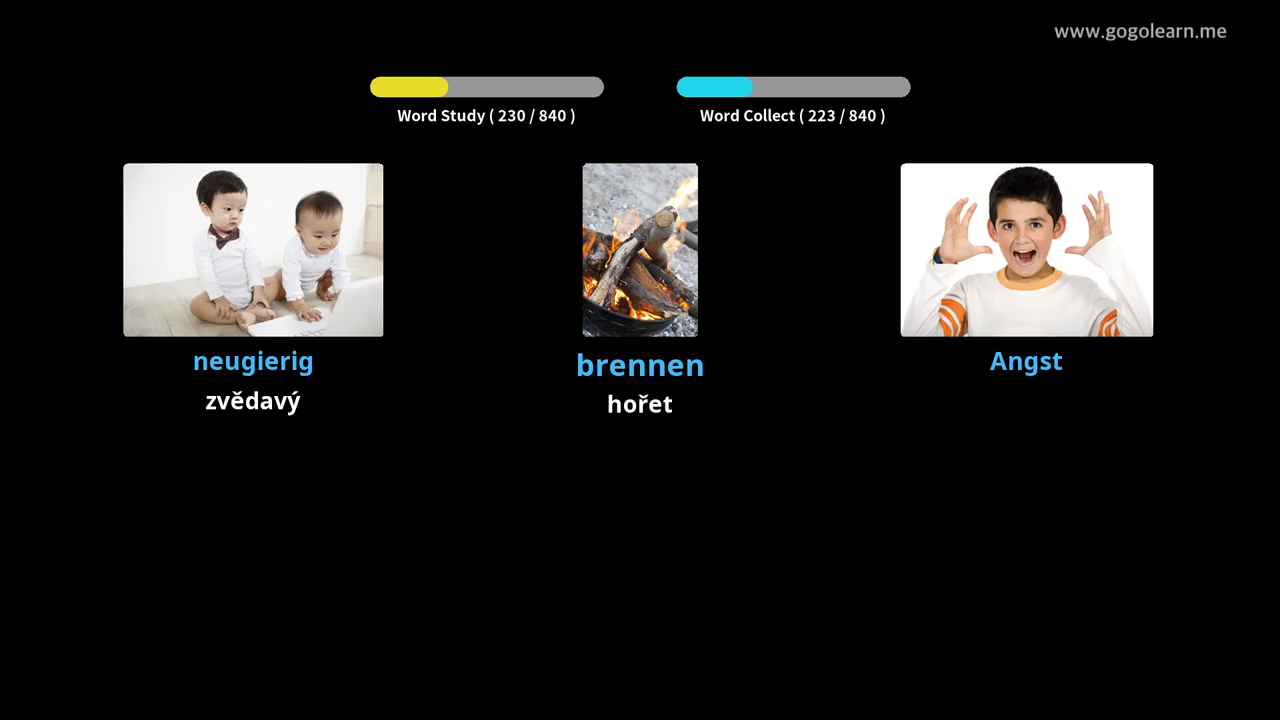 www.gogolearn.me
Word Study ( 230 / 840 )
Word Collect ( 223 / 840 )
neugierig
zvědavý
brennen
hořet
Angst